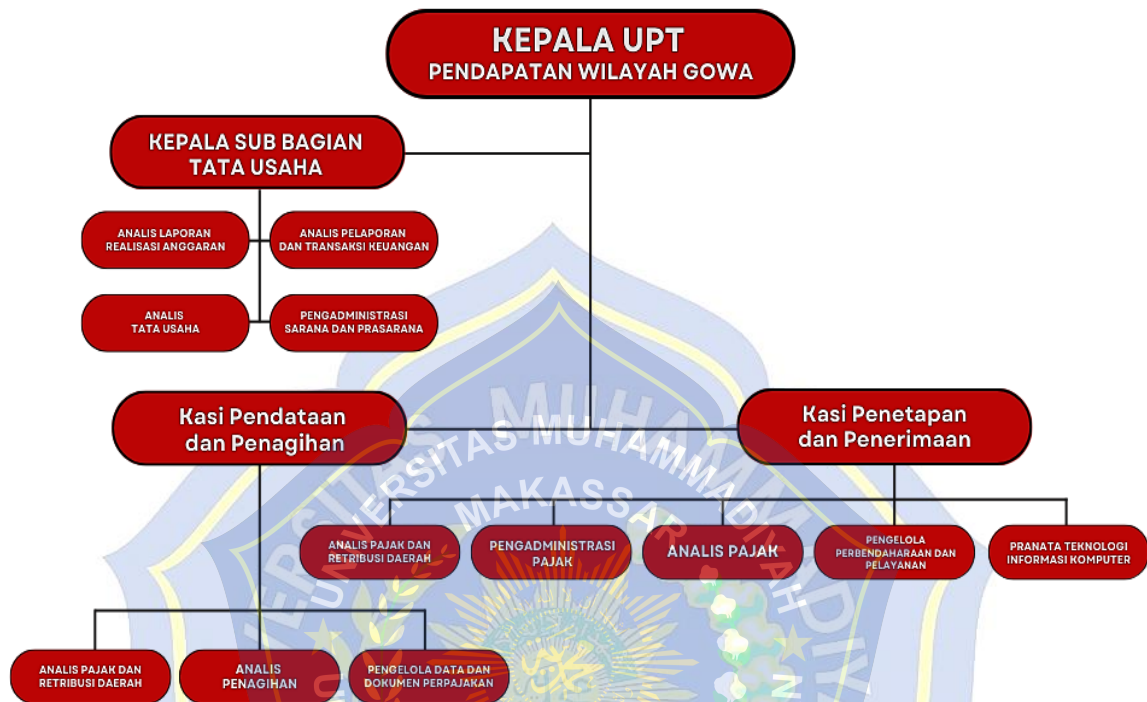 KEPALA UPT
PENDAPATAN WILAYAH GOWA
KEPALA SUB BAGIAN
TATA USAHA
ANALIS LAPORAN
REALISASI ANGGARAN
ANALIS PELAPORAN
DAN TRANSAKSI KEUANGAN
ANALIS
TATA USAHA
PENGADMINISTRASI
SARANA DAN PRASARANA
Kasi Pendataan
dan Penagihan
Kasi Penetapan
dan Penerimaan
UNIVERSITAS MUHAMMADIYAH
MAKASSAR
ANALIS PAJAK DAN
RETRIBUSI DAERAH
PENGADMINISTRASI
PAJAK
ANALIS PAJAK
PENGELOLA
PERBENDAHARAAN DAN
PELAYANAN
PRANATA TEKNOLOGI
INFORMASI KOMPUTER
ANALIS PAJAK DAN
RETRIBUSI DAERAH
ANALIS
PENAGIHAN
PENGELOLA DATA DAN
DOKUMEN PERPAJAKAN